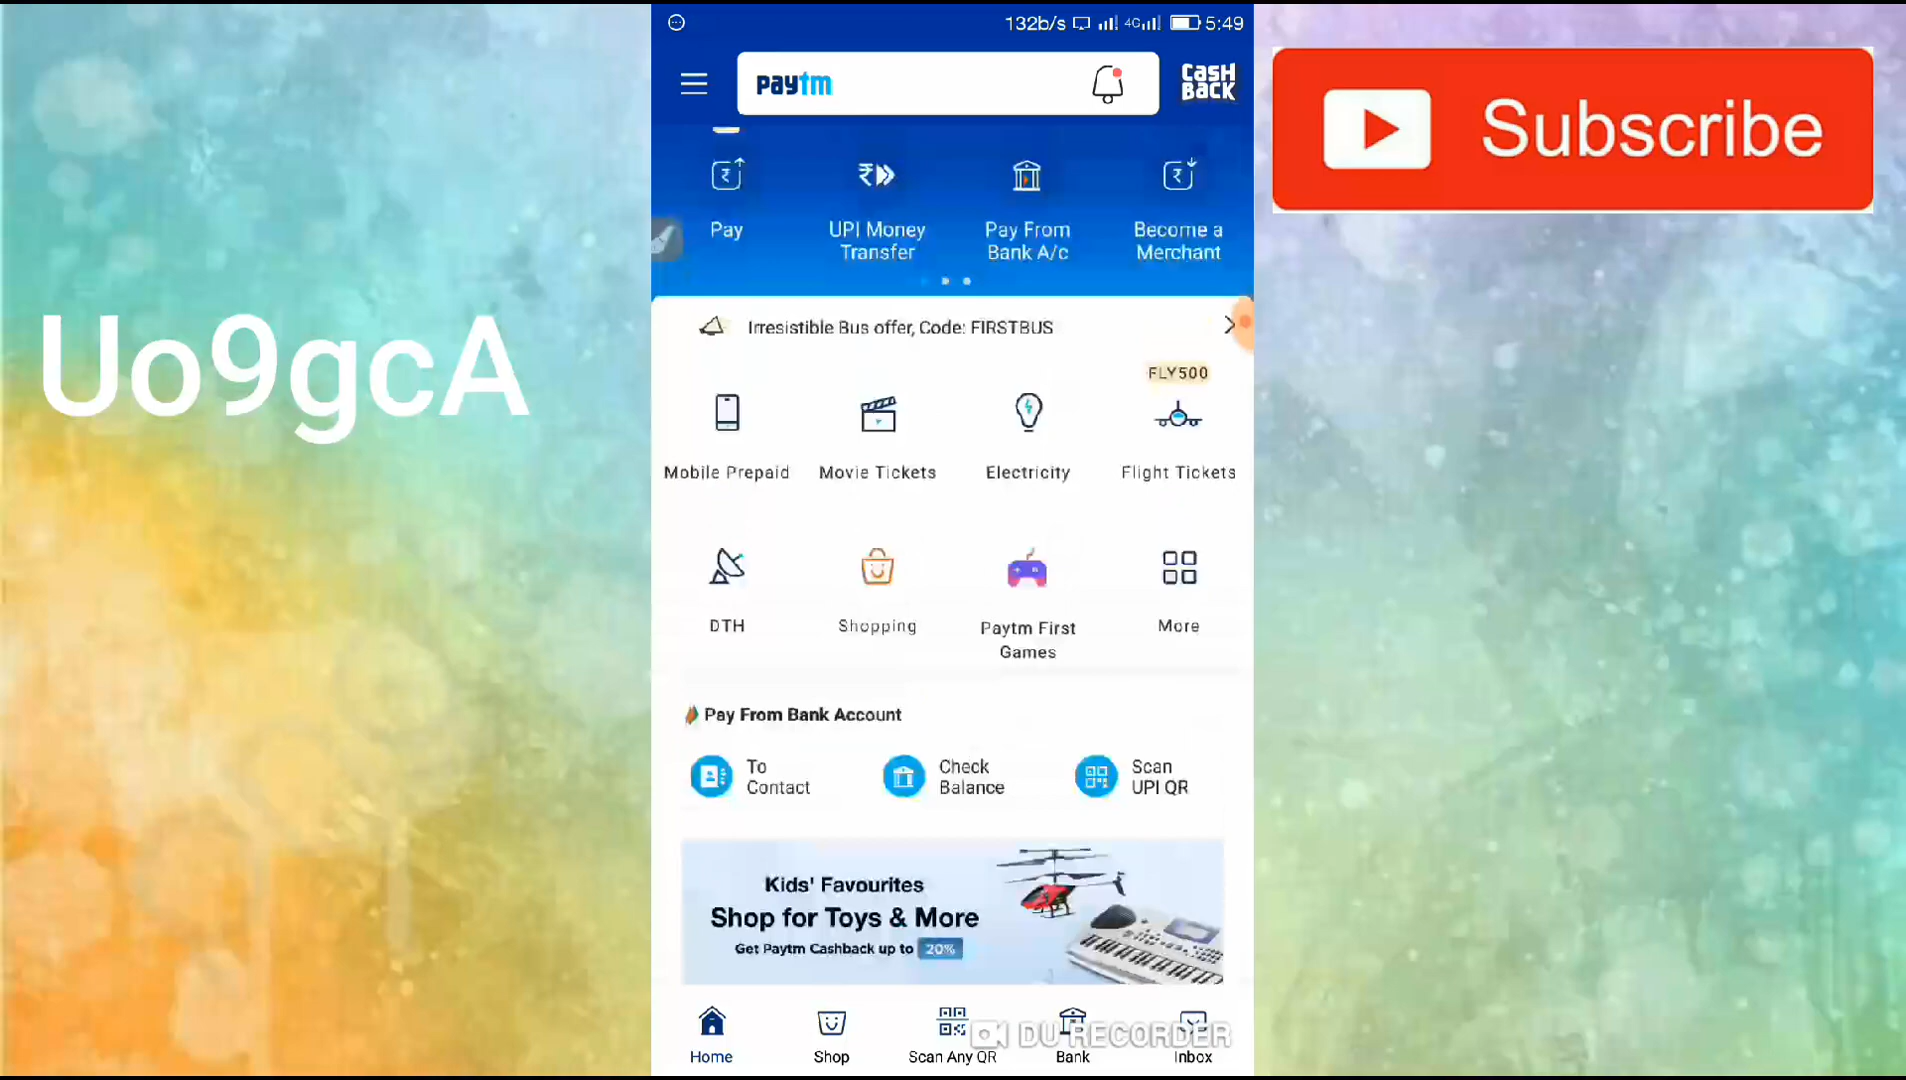 132b/s 4G 5:49
paytm
CASH
BACK
Subscribe
Pay
UPI Money
Transfer
Pay From
Bank A/c
Become a
Merchant
Irresistible Bus offer, Code: FIRSTBUS
Uo9gcA
FLY500
Mobile Prepaid
Movie Tickets
Electricity
Flight Tickets
DTH
Shopping
Paytm First
Games
More
Pay From Bank Account
To
Contact
Check
Balance
Scan
UPI QR
Kids' Favourites
Shop for Toys & More
Get Paytm Cashback up to 20%
DU RECORDER
Home
Shop
Scan Any QR
Bank
Inbox